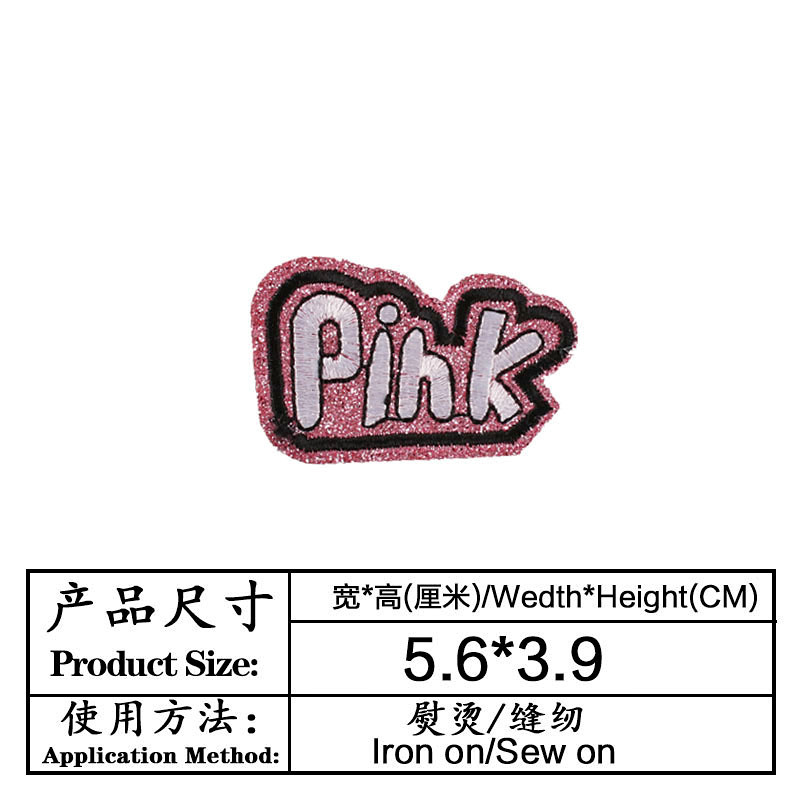 Pink
产品尺寸
Product Size:
宽*高(厘米)/Wedth*Height(CM)
5.6*3.9
使用方法：
Application Method:
熨烫/缝纫
Iron on/Sew on